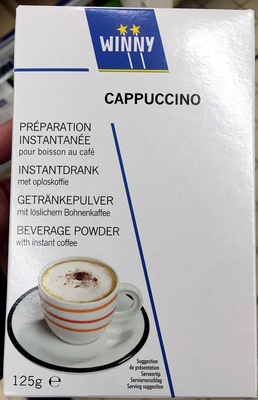 WINNY
CAPPUCCINO
PRÉPARATION
INSTANTANÉE
pour boisson au café
INSTANTDRANK
met oploskoffie
GETRÄNKEPULVER
mit löslichem Bohnenkaffee
BEVERAGE POWDER
with instant coffee
Suggestion
de présentation
Serveertip
Serviervorschlag
Serving suggestion
125g ℮